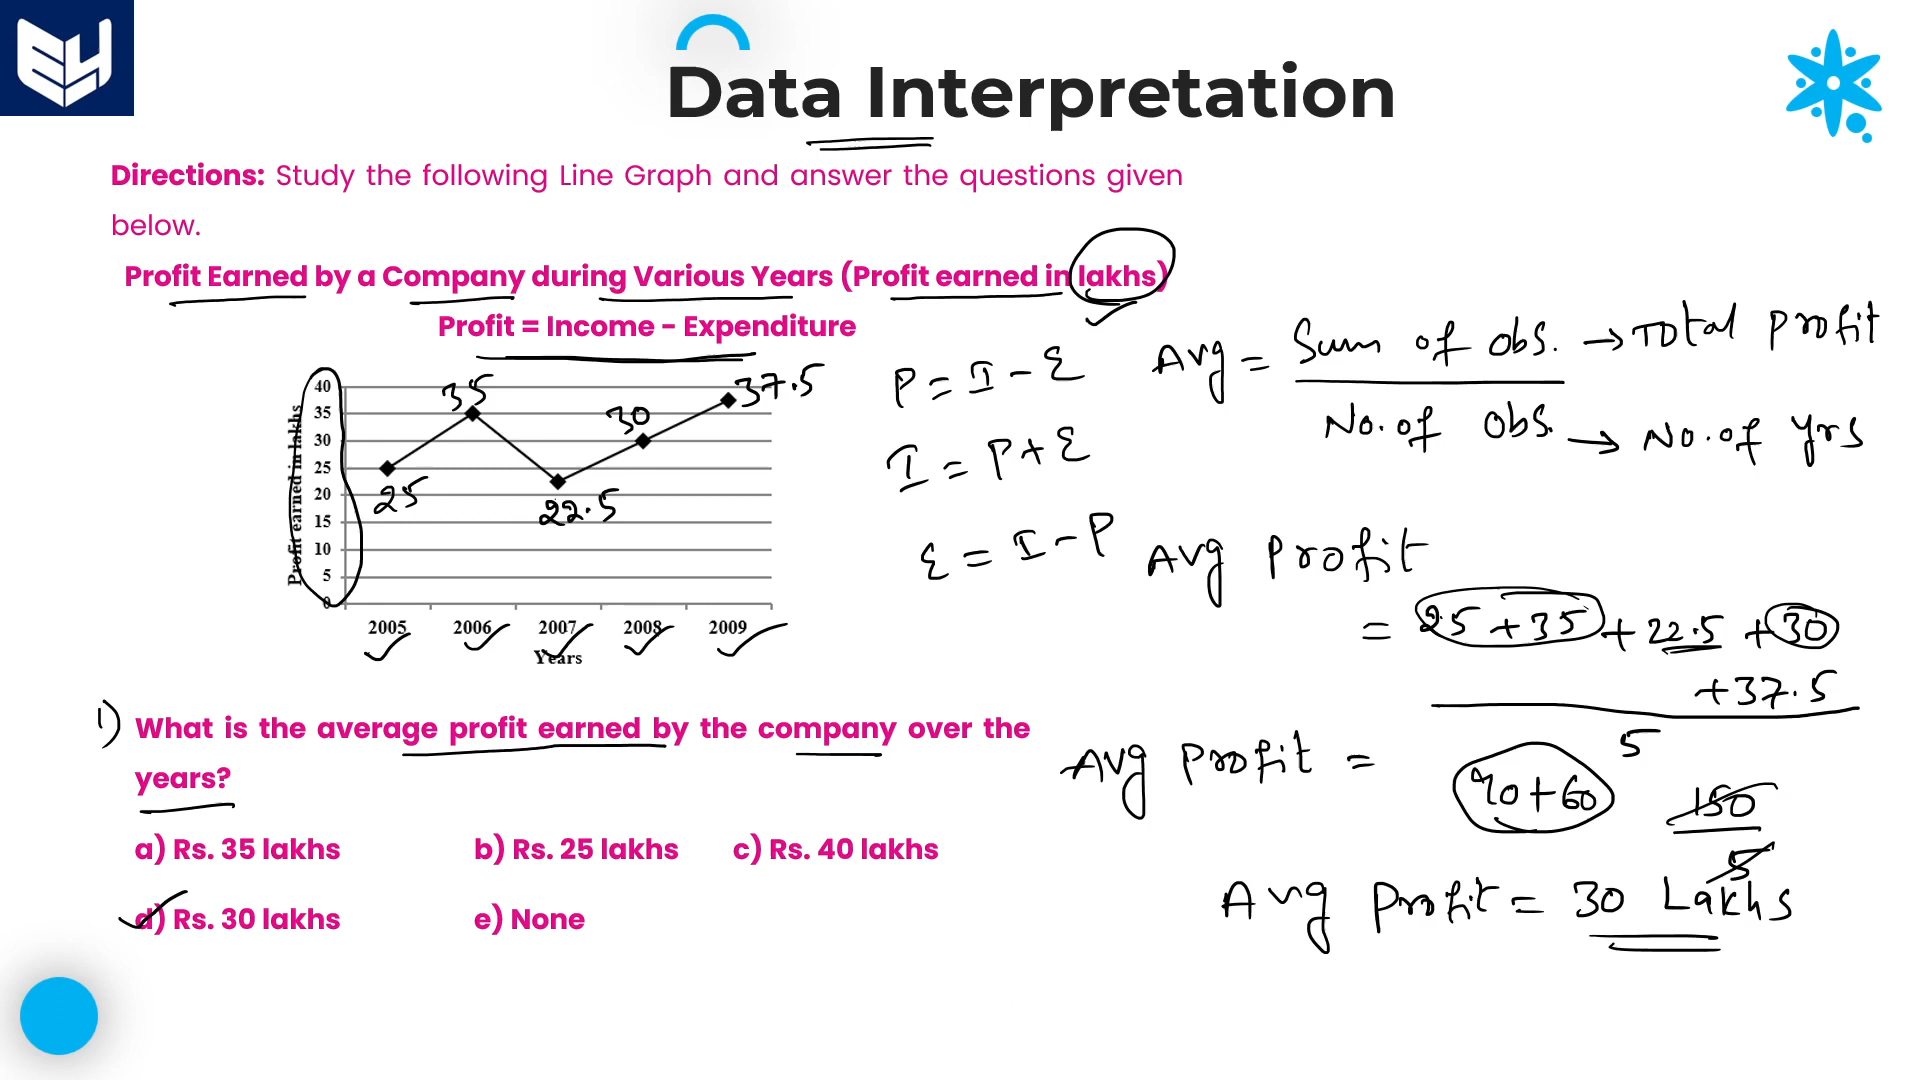 EY
Data Interpretation
Directions: Study the following Line Graph and answer the questions given
below.
Profit Earned by a Company during Various Years (Profit earned in lakhs)
Profit = Income - Expenditure
Profit earned in lakhs
40
35
30
25
20
15
10
5
0
25
35
22.5
30
37.5
2005 2006 2007 2008 2009
Years
P = I - E
I = P + E
E = I - P
Avg = Sum of obs. → Total profit
No. of obs. → No. of yrs
Avg Profit
= 25 + 35 + 22.5 + 30
+ 37.5
5
1) What is the average profit earned by the company over the
years?
a) Rs. 35 lakhs b) Rs. 25 lakhs c) Rs. 40 lakhs
d) Rs. 30 lakhs e) None
Avg Profit =
90 + 60
150
5
Avg Profit = 30 Lakhs